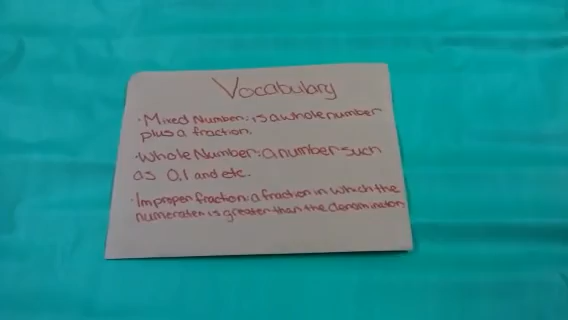 Vocabulary
·Mixed Number: is a whole number
plus a fraction.
·Whole Number: a number such
as 0,1 and etc.
·Improper fraction: a fraction in which the
numerater is greater than the denominator